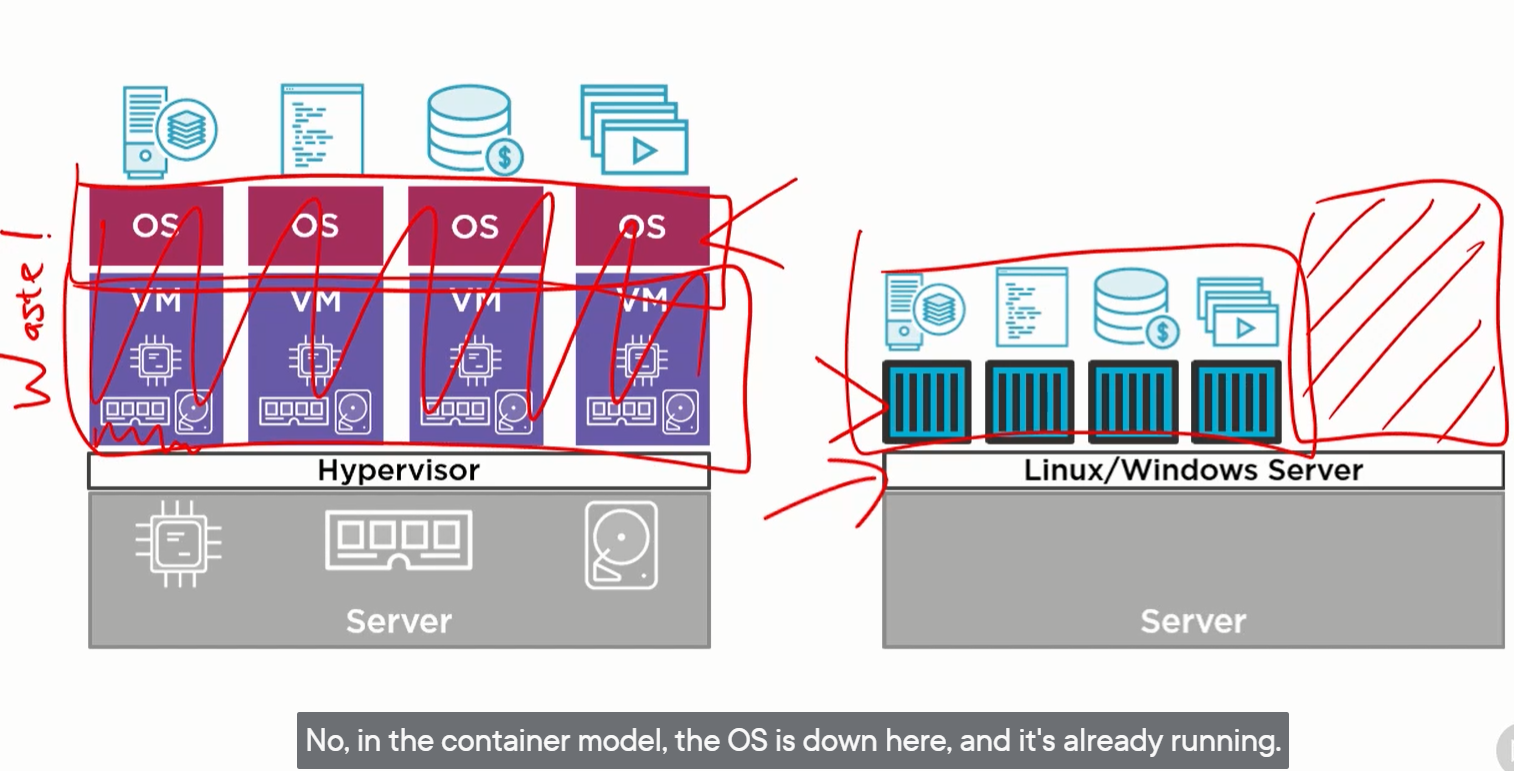 Waste!
OS OS OS OS
VM VM VM VM
$
$
Hypervisor
Linux/Windows Server
Server
Server
No, in the container model, the OS is down here, and it's already running.